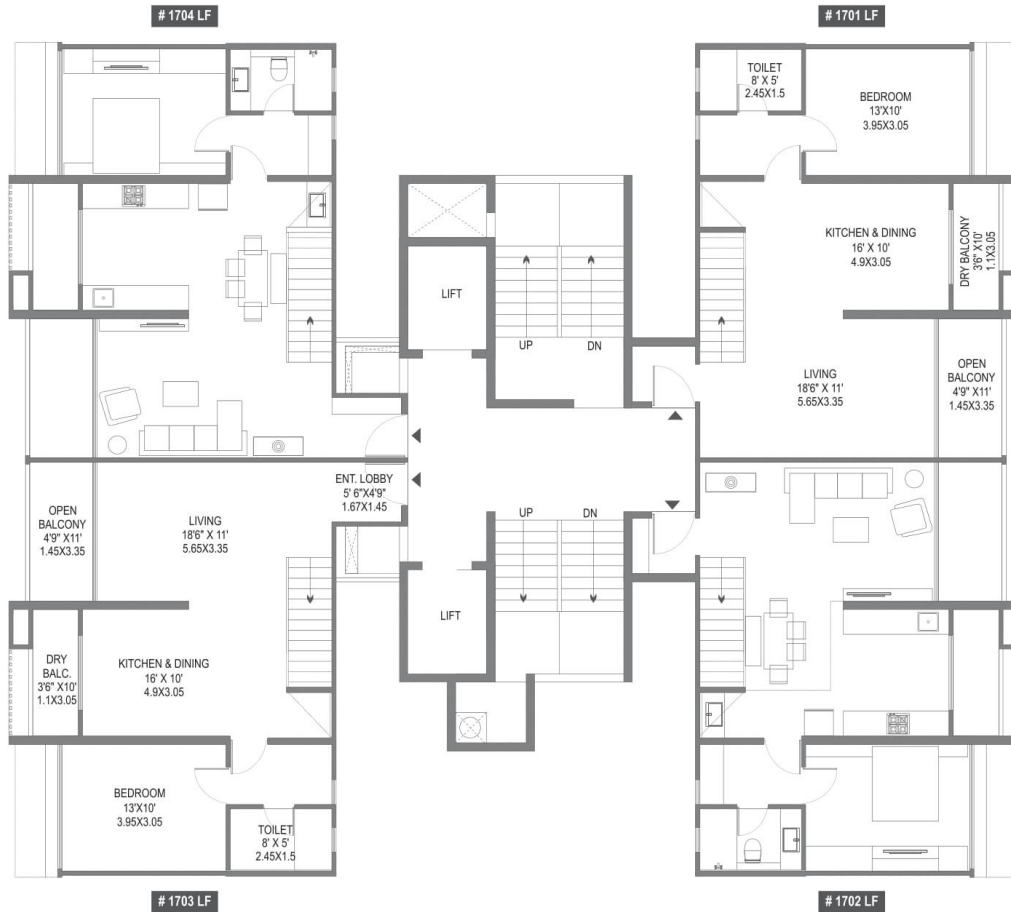 # 1704 LF
# 1701 LF
TOILET
8' X 5'
2.45X1.5
BEDROOM
13'X10'
3.95X3.05
KITCHEN & DINING
16' X 10'
4.9X3.05
DRY BALCONY
3'6" X10'
1.1X3.05
LIFT
UP
DN
LIVING
18'6" X 11'
5.65X3.35
OPEN
BALCONY
4'9" X11'
1.45X3.35
ENT. LOBBY
5' 6"X4'9"
1.67X1.45
OPEN
BALCONY
4'9" X11'
1.45X3.35
LIVING
18'6" X 11'
5.65X3.35
UP
DN
LIFT
DRY
BALC.
3'6" X10'
1.1X3.05
KITCHEN & DINING
16' X 10'
4.9X3.05
BEDROOM
13'X10'
3.95X3.05
TOILET
8' X 5'
2.45X1.5
# 1703 LF
# 1702 LF